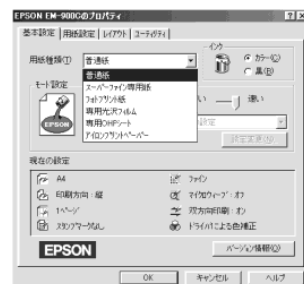 EPSON EM-900Cのプロパティ
基本設定 用紙設定 レイアウト ユーティリティ
用紙種類(T) 普通紙
インク
カラー(O)
黒(B)
普通紙
スーパーファイン専用紙
フォトプリント紙
専用光沢フィルム
専用OHPシート
アイロンプリントペーパー
モード設定
EPSON
い 速い
設定
設定変更(N)
現在の設定
A4 ファイン
印刷方向 : 縦 マイクロウィーブ : オフ
1ページ 双方向印刷 : オン
スタンプマークなし ドライバによる色補正
EPSON バージョン情報(O)
OK キャンセル ヘルプ